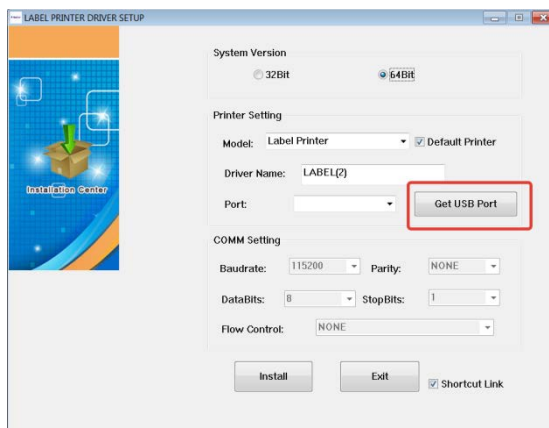 LABEL PRINTER DRIVER SETUP
System Version
32Bit 64Bit
Installation Center
Printer Setting
Model: Label Printer Default Printer
Driver Name: LABEL(2)
Port: Get USB Port
COMM Setting
Baudrate: 115200 Parity: NONE
DataBits: 8 StopBits: 1
Flow Control: NONE
Install Exit Shortcut Link